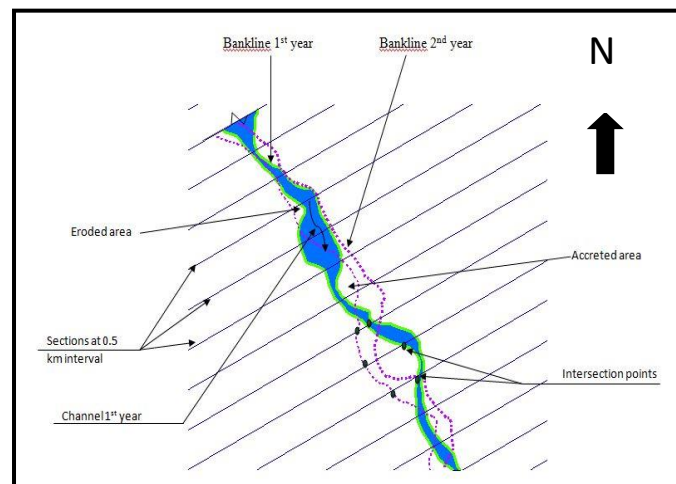 Bankline 1st year
Bankline 2nd year
N
Eroded area
Accreted area
Sections at 0.5
km interval
Intersection points
Channel 1st year